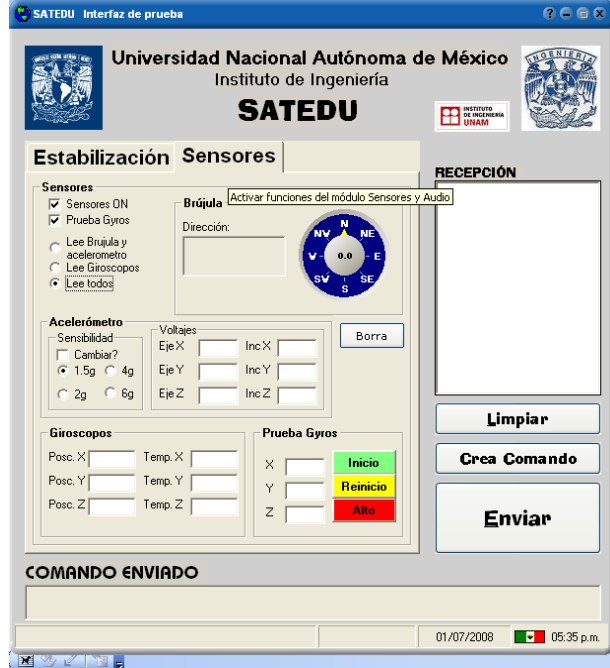 SATEDU Interfaz de prueba
Universidad Nacional Autónoma de México
Instituto de Ingeniería
SATEDU
INSTITUTO
DE INGENIERÍA
UNAM
INGENIERIA
Estabilización Sensores
RECEPCIÓN
Activar funciones del módulo Sensores y Audio
Sensores
Sensores ON
Prueba Gyros
Lee Brujula y
acelerometro
Lee Giroscopos
Lee todos
Brújula
Dirección:
N
NE
E
SE
S
SV
V
NV
0.0
Acelerómetro
Sensibilidad
Cambiar?
1.5g 4g
2g 6g
Voltajes
Eje X Inc X
Eje Y Inc Y
Eje Z Inc Z
Borra
Giroscopos
Posc. X Temp. X
Posc. Y Temp. Y
Posc. Z Temp. Z
Prueba Gyros
X Inicio
Y Reinicio
Z Alto
Limpiar
Crea Comando
Enviar
COMANDO ENVIADO
01/07/2008 05:35 p.m.